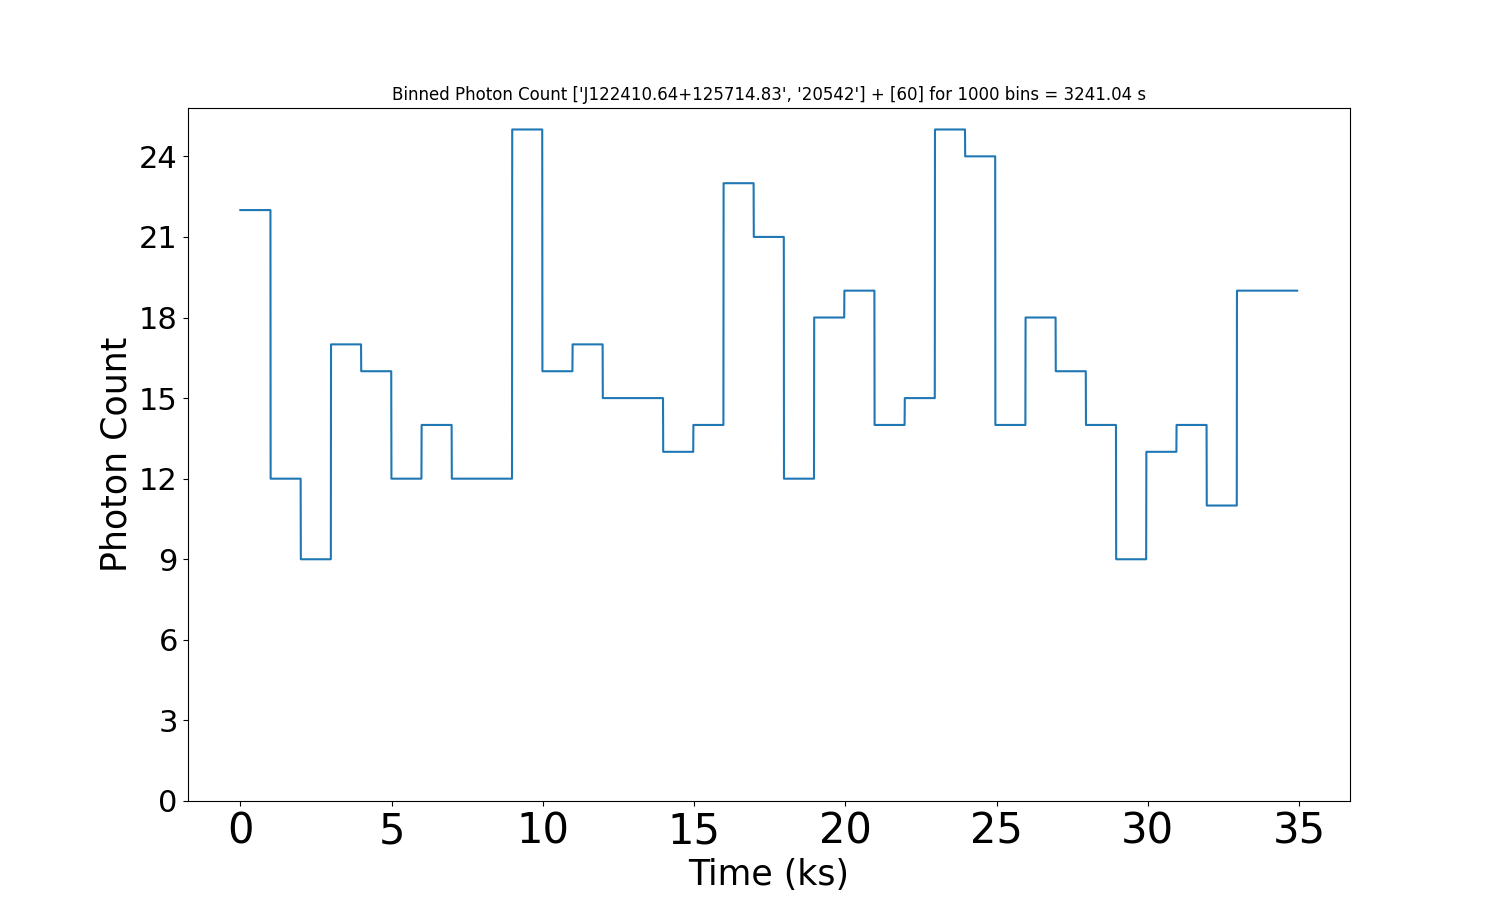 Binned Photon Count ['J122410.64+125714.83', '20542'] + [60] for 1000 bins = 3241.04 s
24
21
18
15
12
9
6
3
0
Photon Count
0 5 10 15 20 25 30 35
Time (ks)